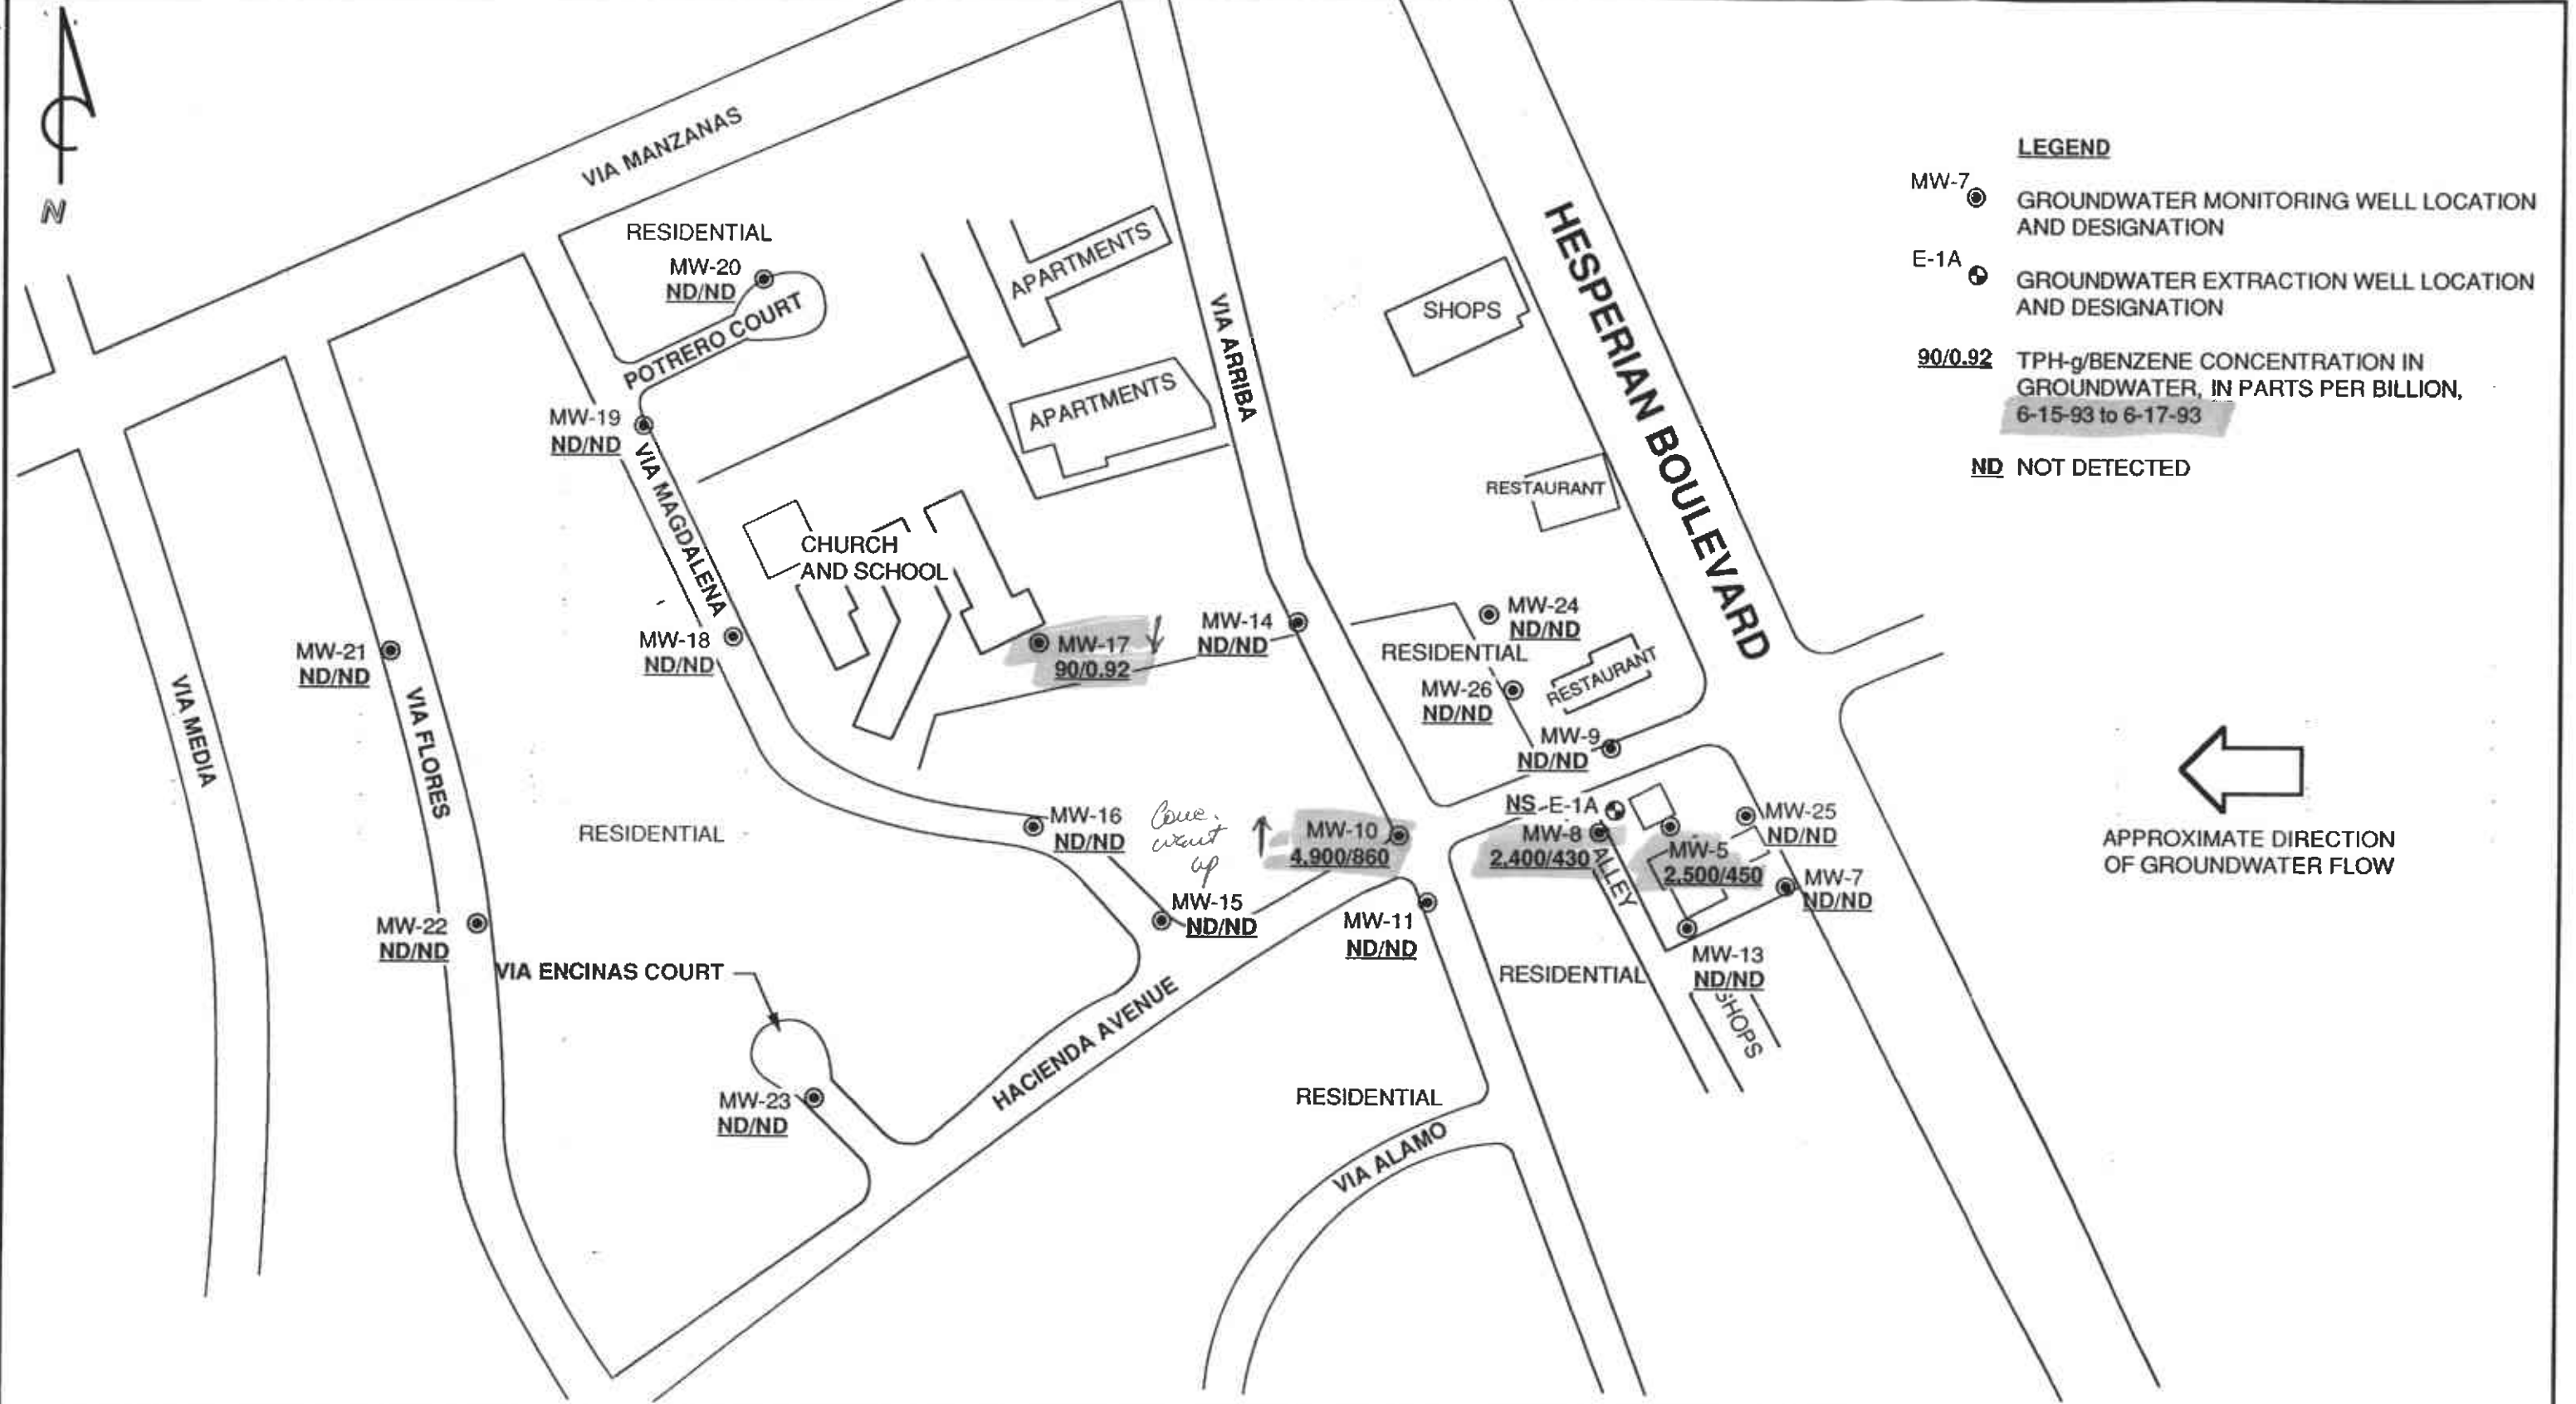 N
VIA MANZANAS
RESIDENTIAL
MW-20
ND/ND
POTRERO COURT
APARTMENTS
APARTMENTS
VIA ARRIBA
SHOPS
HESPERIAN BOULEVARD
RESTAURANT
LEGEND
MW-7
GROUNDWATER MONITORING WELL LOCATION
AND DESIGNATION
E-1A
GROUNDWATER EXTRACTION WELL LOCATION
AND DESIGNATION
90/0.92 TPH-g/BENZENE CONCENTRATION IN
GROUNDWATER, IN PARTS PER BILLION,
6-15-93 to 6-17-93
ND NOT DETECTED
MW-19
ND/ND
VIA MAGDALENA
CHURCH
AND SCHOOL
MW-18
ND/ND
MW-17
90/0.92
MW-14
ND/ND
MW-24
ND/ND
RESIDENTIAL
MW-26
ND/ND
RESTAURANT
MW-9
ND/ND
MW-21
ND/ND
VIA MEDIA
VIA FLORES
RESIDENTIAL
MW-16
ND/ND
Conc.
went
up
MW-10
4,900/860
NS E-1A
MW-8
2,400/430
ALLEY
MW-5
2,500/450
MW-25
ND/ND
MW-7
ND/ND
APPROXIMATE DIRECTION
OF GROUNDWATER FLOW
MW-15
ND/ND
MW-11
ND/ND
MW-13
ND/ND
SHOPS
RESIDENTIAL
MW-22
ND/ND
VIA ENCINAS COURT
MW-23
ND/ND
HACIENDA AVENUE
RESIDENTIAL
VIA ALAMO